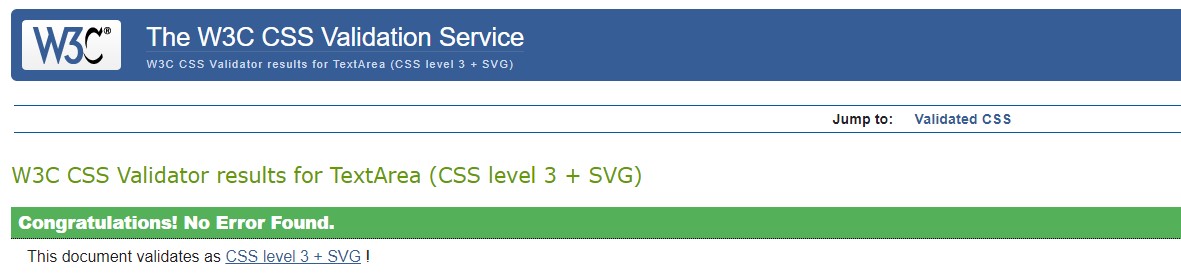 W3C®
The W3C CSS Validation Service
W3C CSS Validator results for TextArea (CSS level 3 + SVG)
Jump to: Validated CSS
W3C CSS Validator results for TextArea (CSS level 3 + SVG)
Congratulations! No Error Found.
This document validates as CSS level 3 + SVG !